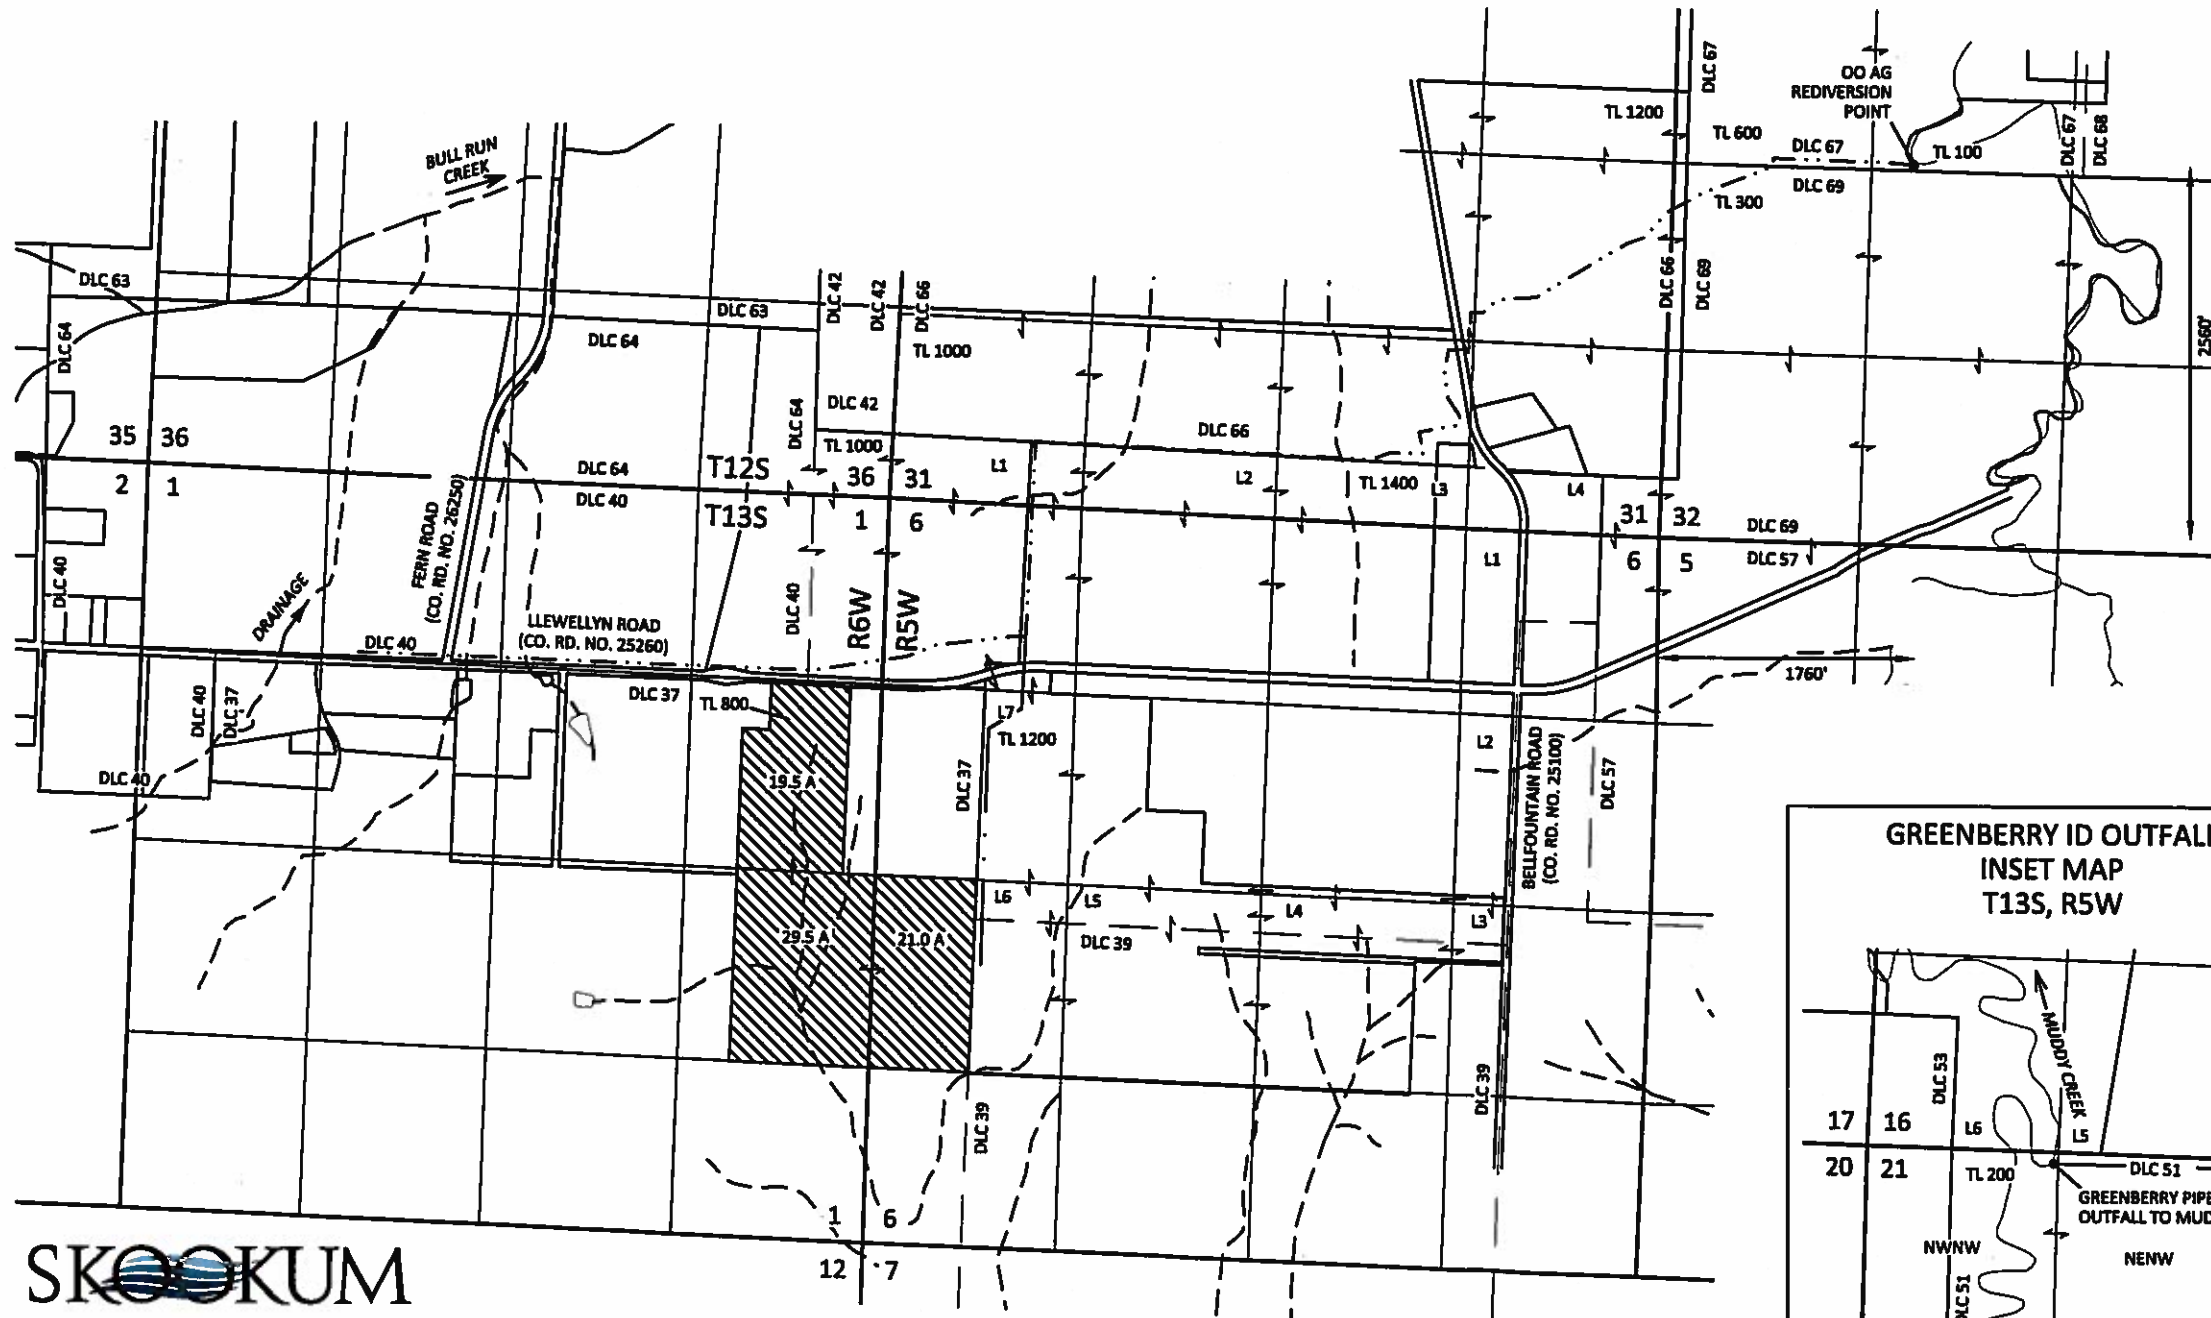 BULL RUN
CREEK
DLC 63
DLC 64
35
36
2
1
DLC 40
DRAINAGE
FERN ROAD
(CO. RD. NO. 26250)
DLC 64
DLC 63
DLC 64
DLC 40
T12S
T13S
DLC 42
DLC 42
DLC 66
TL 1000
DLC 42
DLC 64
TL 1000
36
31
1
6
L1
DLC 66
L2
TL 1400
L3
L4
DLC 40
R6W
R5W
LLEWELLYN ROAD
(CO. RD. NO. 25260)
DLC 40
DLC 40
DLC 37
DLC 40
DLC 37
TL 800
L7
TL 1200
DLC 37
19.5 A
29.5 A
21.0 A
L6
L5
L4
L3
DLC 39
DLC 39
DLC 39
L1
L2
BELLFOUNTAIN ROAD
(CO. RD. NO. 25100)
DLC 57
31
32
6
5
DLC 69
DLC 57
1760'
2560'
DLC 67
TL 1200
TL 600
DLC 67
DLC 69
TL 300
DLC 66
DLC 69
OO AG
REDIVERSION
POINT
TL 100
DLC 67
DLC 68
1
6
12
7
SKOOKUM
GREENBERRY ID OUTFALL
INSET MAP
T13S, R5W
MUDDY CREEK
DLC 53
17
16
L6
L5
20
21
TL 200
DLC 51
GREENBERRY PIPE
OUTFALL TO MUD
NWNW
NENW
DLC 51